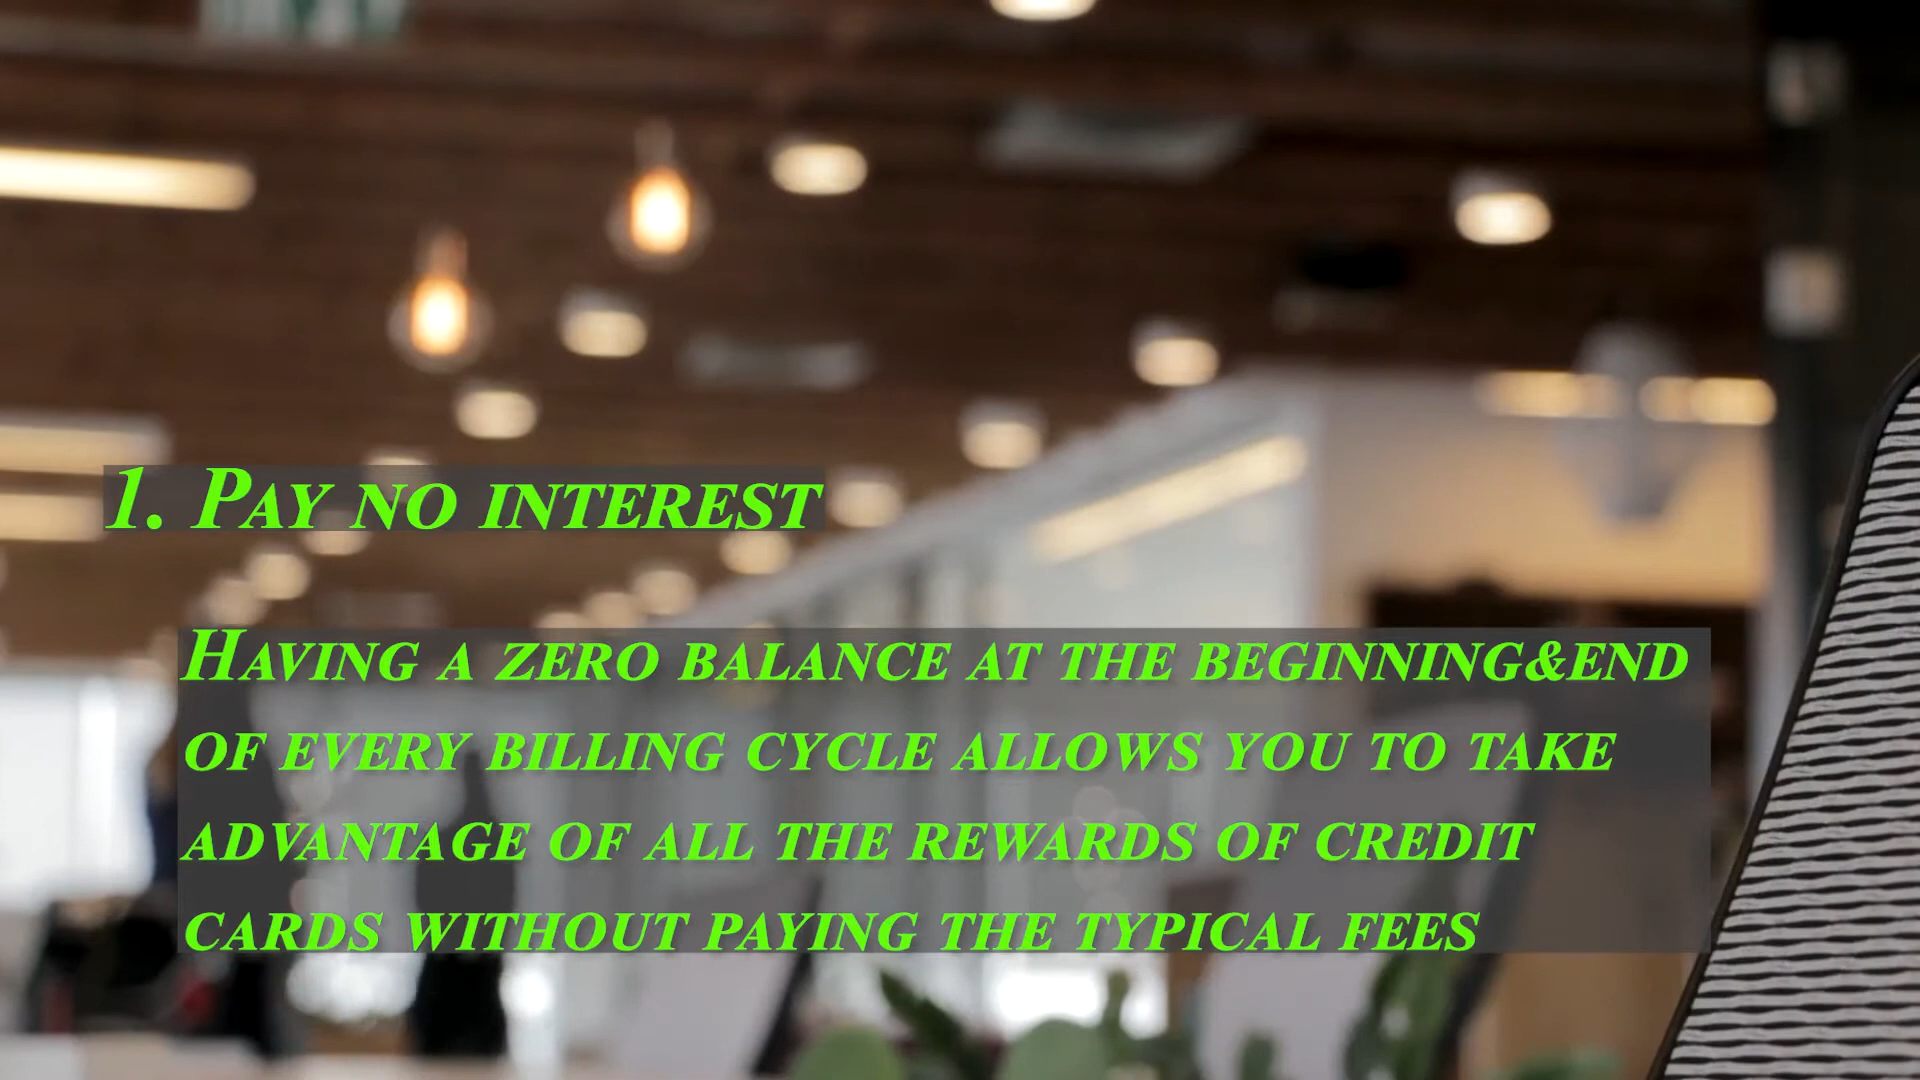 1. Pay no interest
Having a zero balance at the beginning&end
of every billing cycle allows you to take
advantage of all the rewards of credit
cards without paying the typical fees